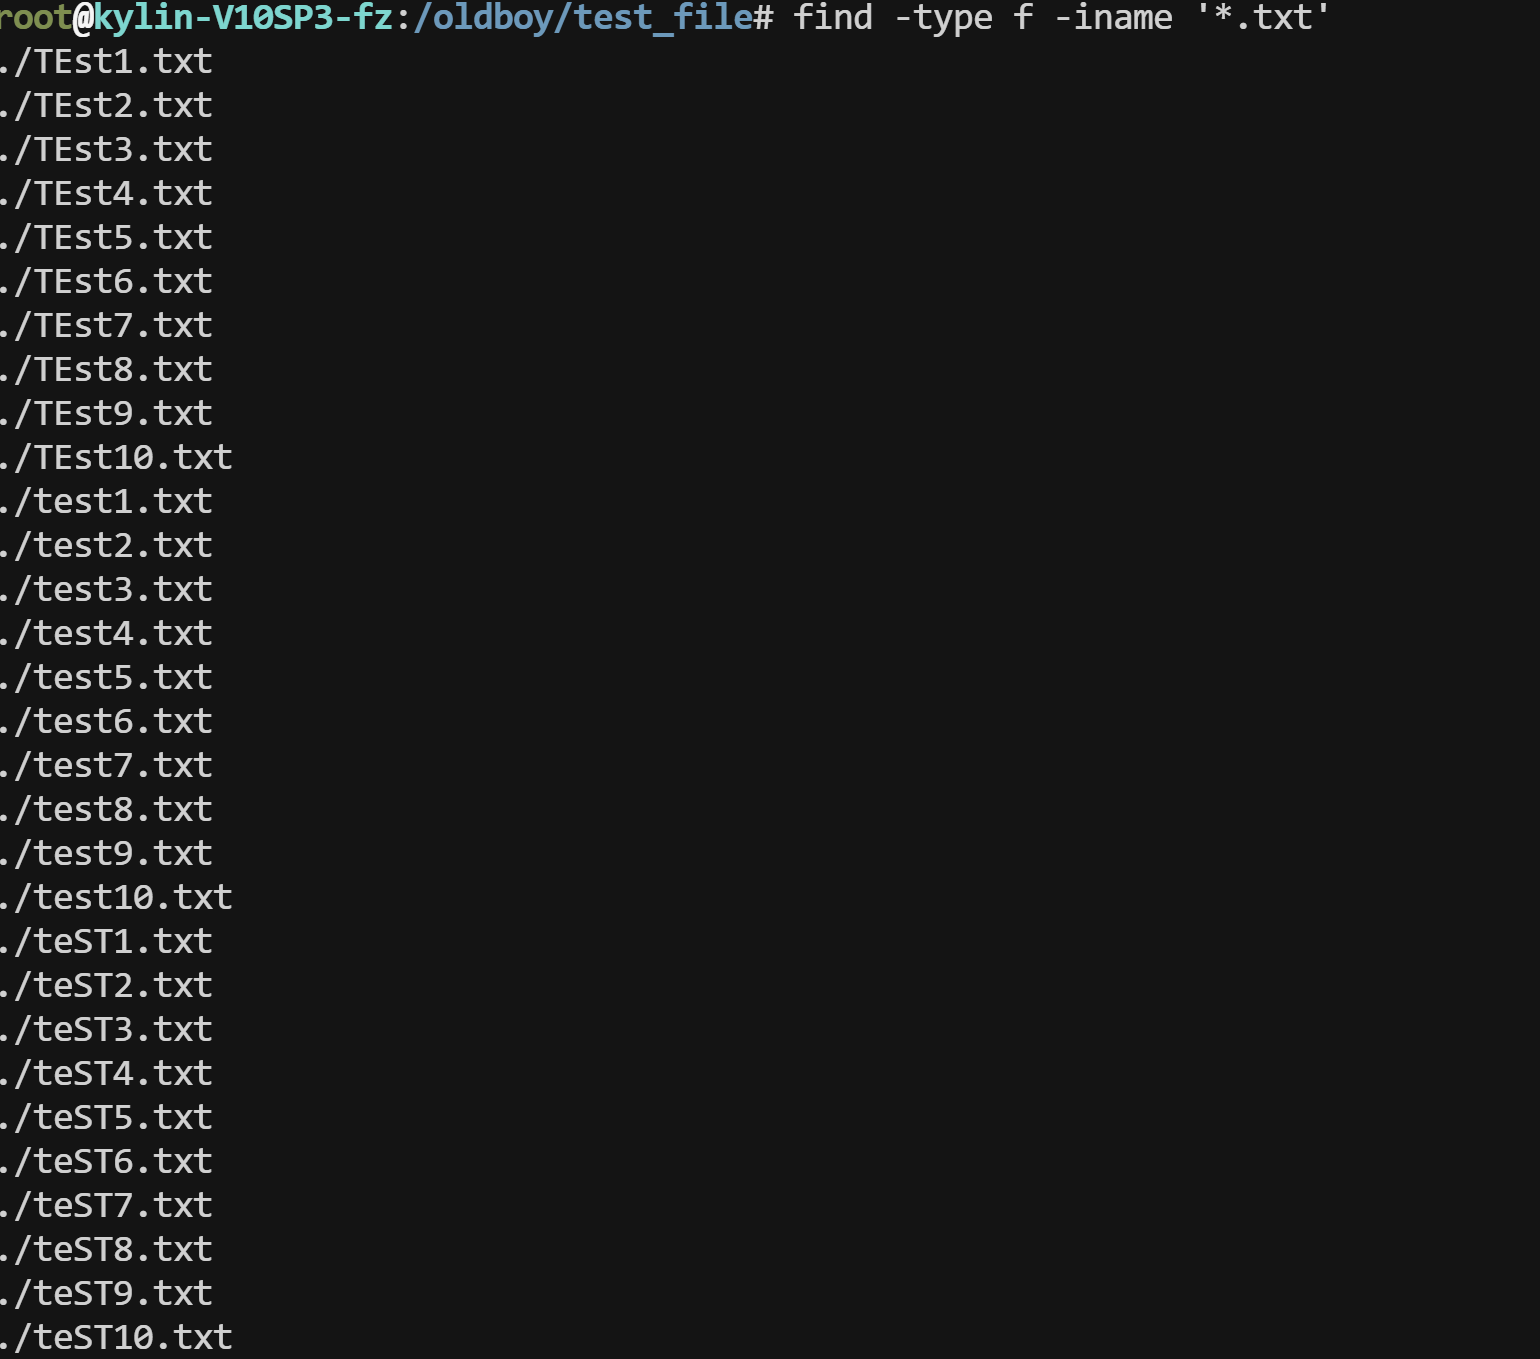 root@kylin-V10SP3-fz:/oldboy/test_file# find -type f -iname '*.txt'
./TEst1.txt
./TEst2.txt
./TEst3.txt
./TEst4.txt
./TEst5.txt
./TEst6.txt
./TEst7.txt
./TEst8.txt
./TEst9.txt
./TEst10.txt
./test1.txt
./test2.txt
./test3.txt
./test4.txt
./test5.txt
./test6.txt
./test7.txt
./test8.txt
./test9.txt
./test10.txt
./teST1.txt
./teST2.txt
./teST3.txt
./teST4.txt
./teST5.txt
./teST6.txt
./teST7.txt
./teST8.txt
./teST9.txt
./teST10.txt